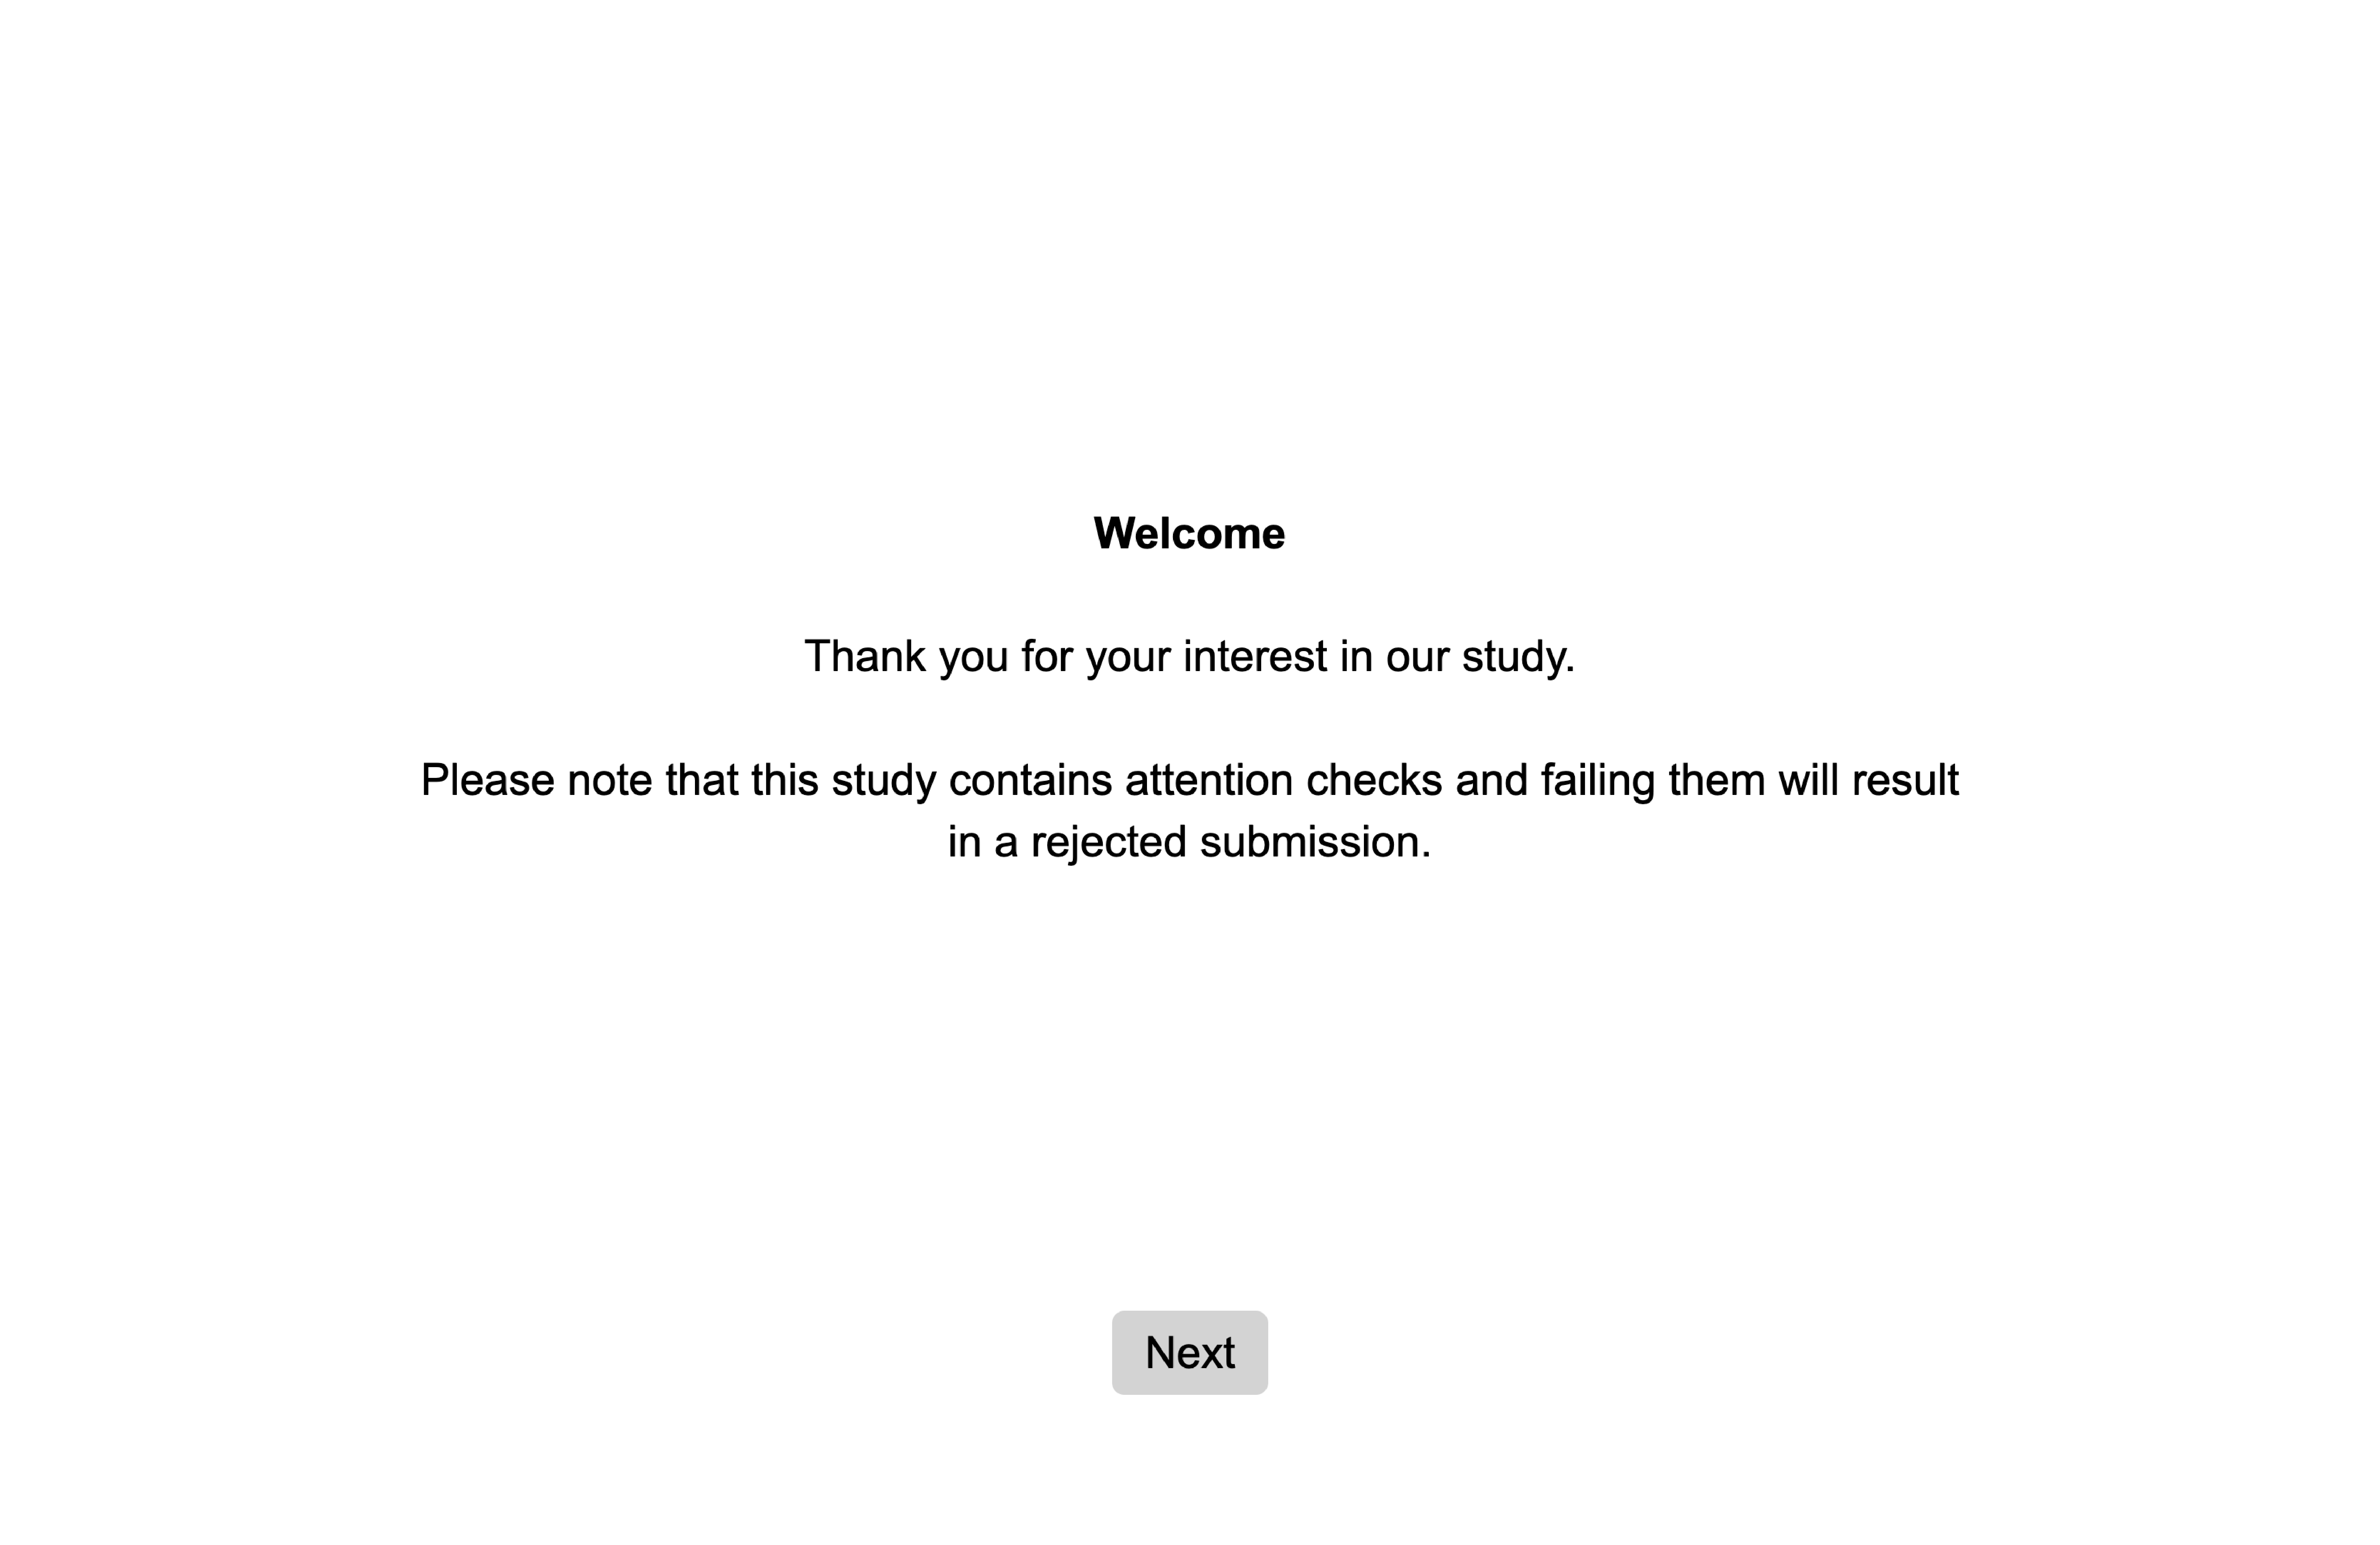 Welcome
Thank you for your interest in our study.
Please note that this study contains attention checks and failing them will result
in a rejected submission.
Next